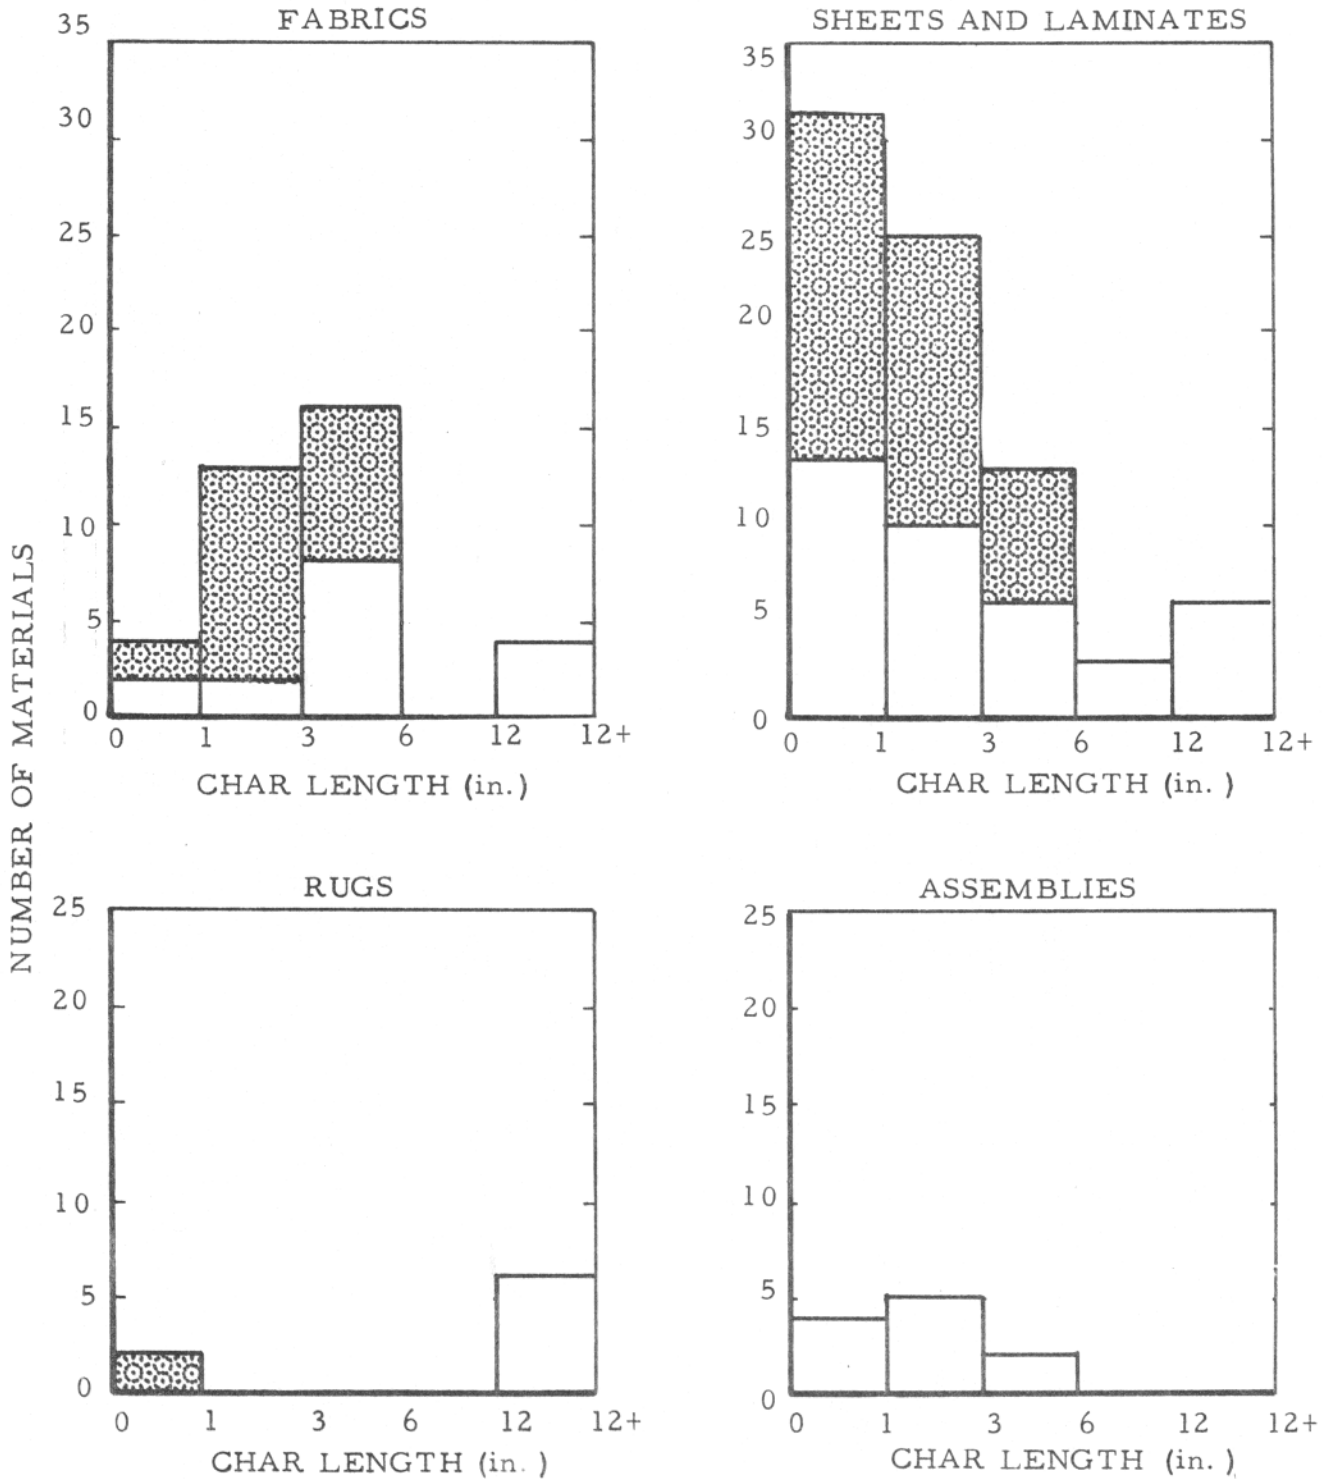 FABRICS
35
30
25
20
15
10
5
0
0 1 3 6 12 12+
CHAR LENGTH (in.)
SHEETS AND LAMINATES
35
30
25
20
15
10
5
0
0 1 3 6 12 12+
CHAR LENGTH (in. )
NUMBER OF MATERIALS
RUGS
25
20
15
10
5
0
0 1 3 6 12 12+
CHAR LENGTH (in. )
ASSEMBLIES
25
20
15
10
5
0
0 1 3 6 12 12+
CHAR LENGTH (in.)